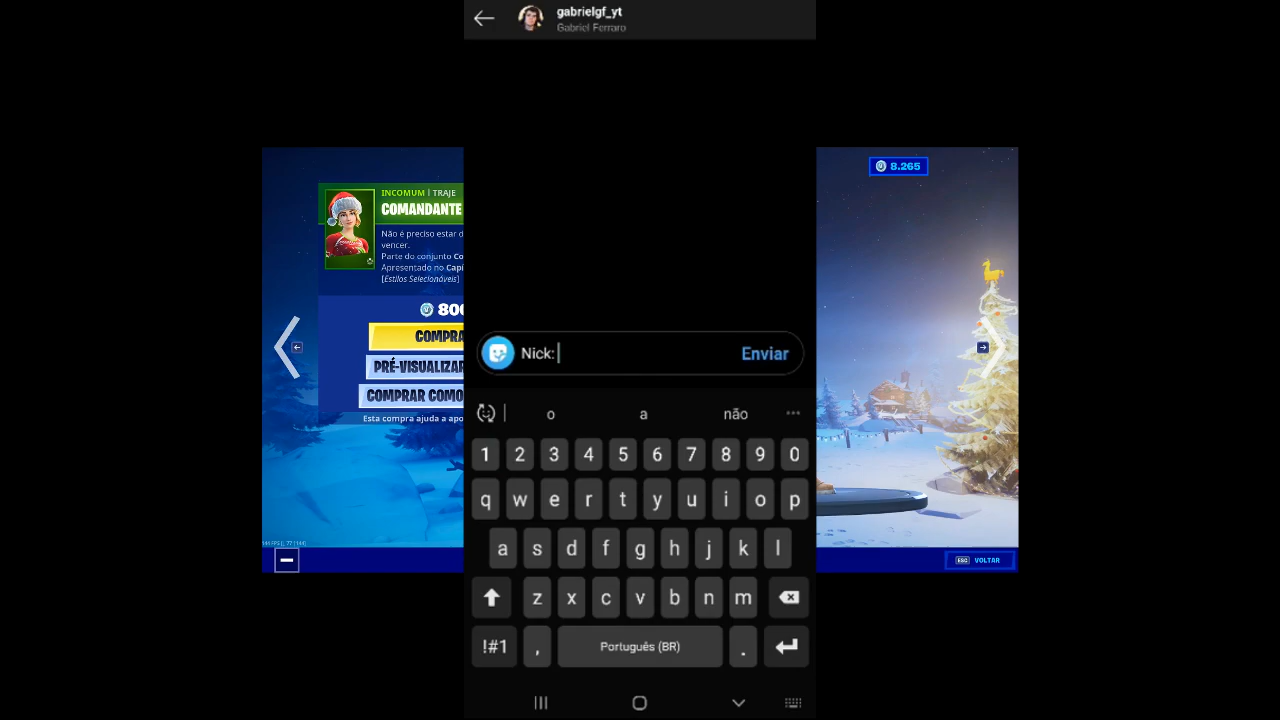 gabrielgf_yt
Gabriel Ferraro
8.265
INCOMUM | TRAJE
COMANDANTE
Não é preciso estar d
vencer.
Parte do conjunto Co
Apresentado no Capí
[Estilos Selecionáveis]
800
COMPRA
PRÉ-VISUALIZAR
COMPRAR COMO
Esta compra ajuda a apo
Nick:
Enviar
o a não
1 2 3 4 5 6 7 8 9 0
q w e r t y u i o p
a s d f g h j k l
z x c v b n m
!#1 , Português (BR) .
ESC VOLTAR